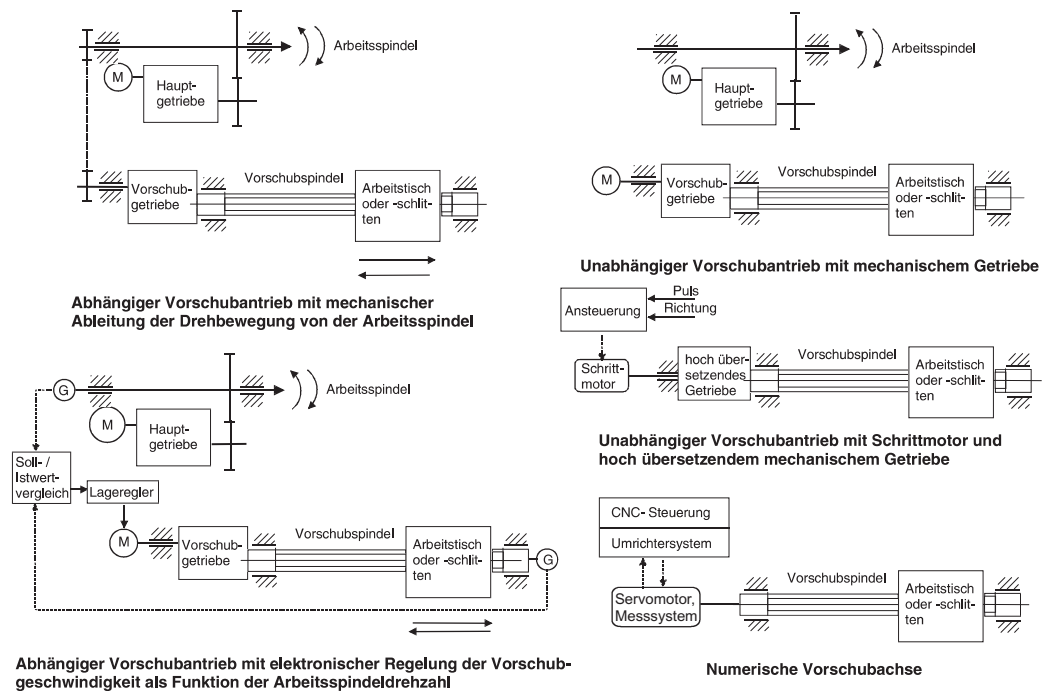 Arbeitsspindel
M
Haupt-
getriebe
Vorschub-
getriebe
Vorschubspindel
Arbeitstisch
oder -schlit-
ten
Abhängiger Vorschubantrieb mit mechanischer
Ableitung der Drehbewegung von der Arbeitsspindel
G
Arbeitsspindel
M
Haupt-
getriebe
Soll- /
Istwert-
vergleich
Lageregler
M
Vorschub-
getriebe
Vorschubspindel
Arbeitstisch
oder -schlit-
ten
G
Abhängiger Vorschubantrieb mit elektronischer Regelung der Vorschub-
geschwindigkeit als Funktion der Arbeitsspindeldrehzahl
Arbeitsspindel
M
Haupt-
getriebe
M
Vorschub-
getriebe
Vorschubspindel
Arbeitstisch
oder -schlit-
ten
Unabhängiger Vorschubantrieb mit mechanischem Getriebe
Ansteuerung
Puls
Richtung
Schritt-
motor
hoch über-
setzendes
Getriebe
Vorschubspindel
Arbeitstisch
oder -schlit-
ten
Unabhängiger Vorschubantrieb mit Schrittmotor und
hoch übersetzendem mechanischem Getriebe
CNC- Steuerung
Umrichtersystem
Servomotor,
Messsystem
Vorschubspindel
Arbeitstisch
oder -schlit-
ten
Numerische Vorschubachse